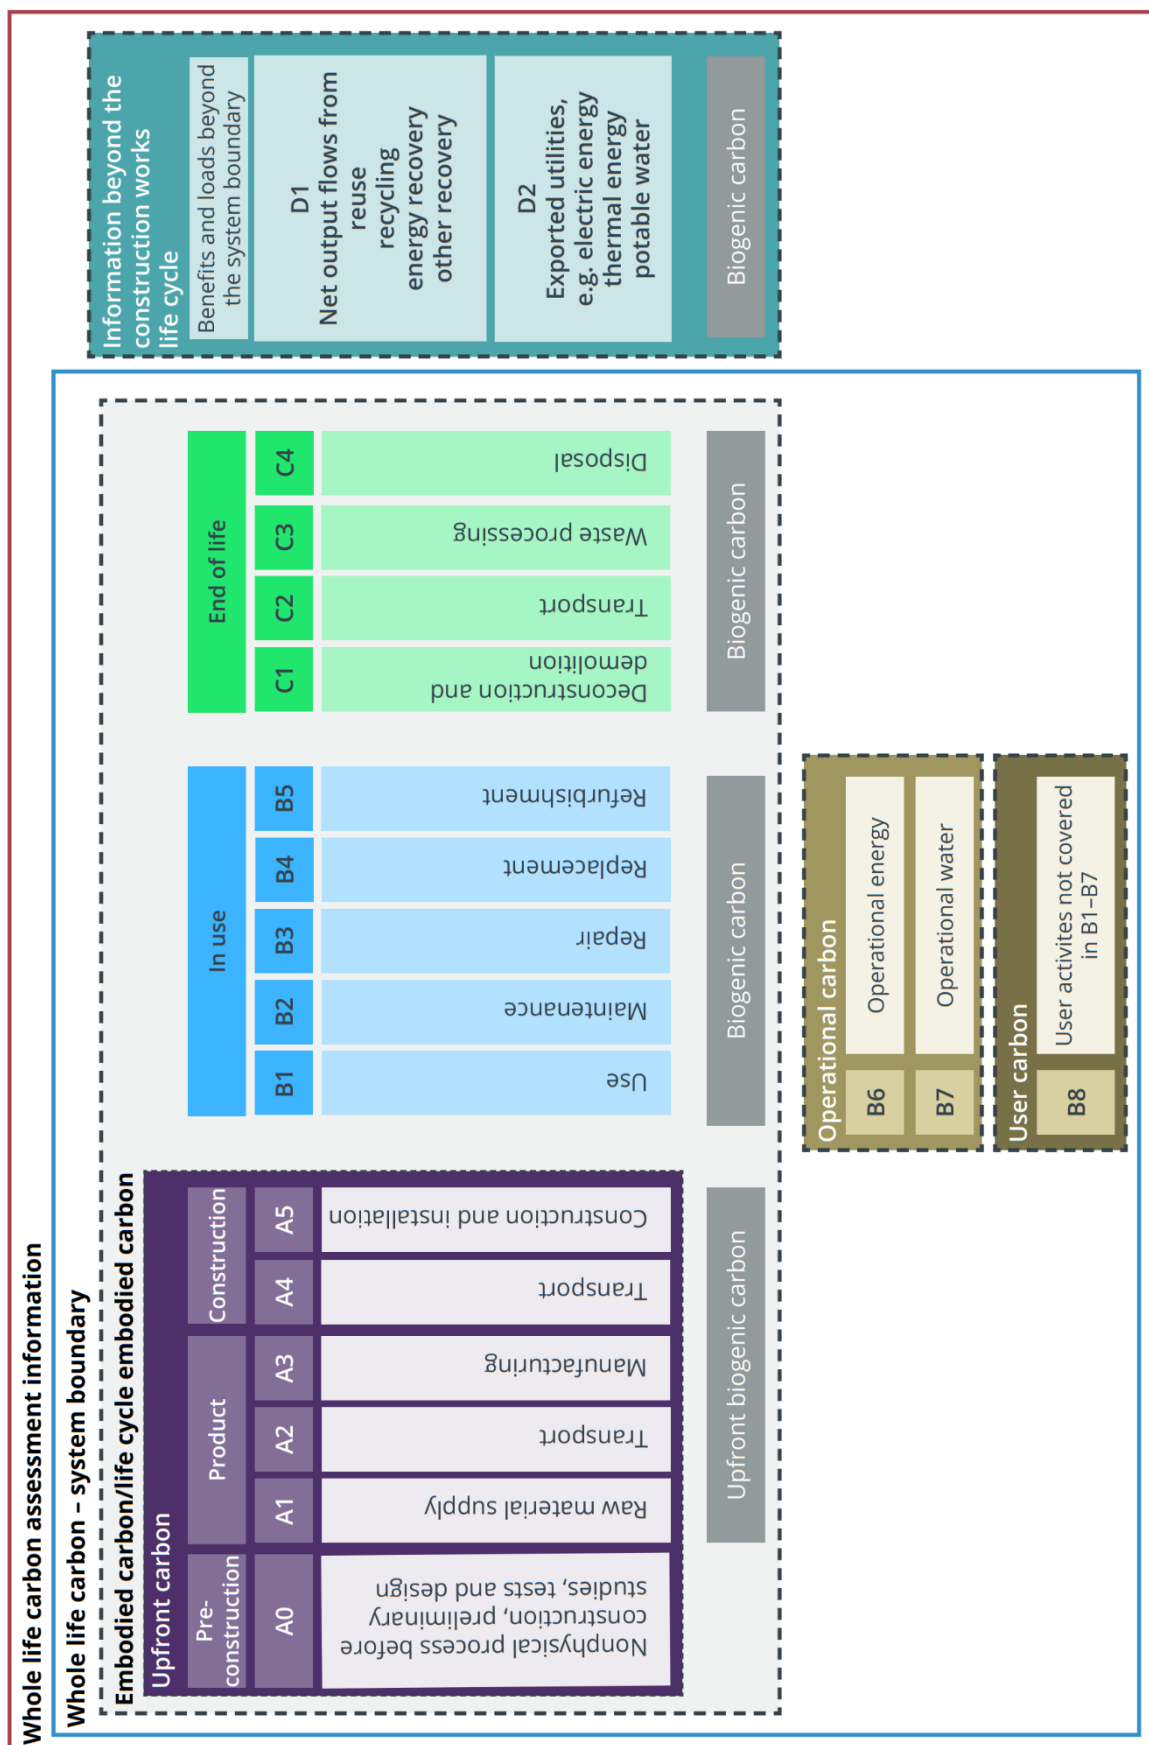 Whole life carbon assessment information
Whole life carbon – system boundary
Embodied carbon/life cycle embodied carbon
Upfront carbon
Pre-
construction
Product
Construction
A0
A1
A2
A3
A4
A5
Nonphysical process before
construction, preliminary
studies, tests and design
Raw material supply
Transport
Manufacturing
Transport
Construction and installation
Upfront biogenic carbon
In use
B1
B2
B3
B4
B5
Use
Maintenance
Repair
Replacement
Refurbishment
Biogenic carbon
End of life
C1
C2
C3
C4
Deconstruction and
demolition
Transport
Waste processing
Disposal
Biogenic carbon
Operational carbon
B6
Operational energy
B7
Operational water
User carbon
B8
User activites not covered
in B1–B7
Information beyond the
construction works
life cycle
Benefits and loads beyond
the system boundary
D1
Net output flows from
reuse
recycling
energy recovery
other recovery
D2
Exported utilities,
e.g. electric energy
thermal energy
potable water
Biogenic carbon